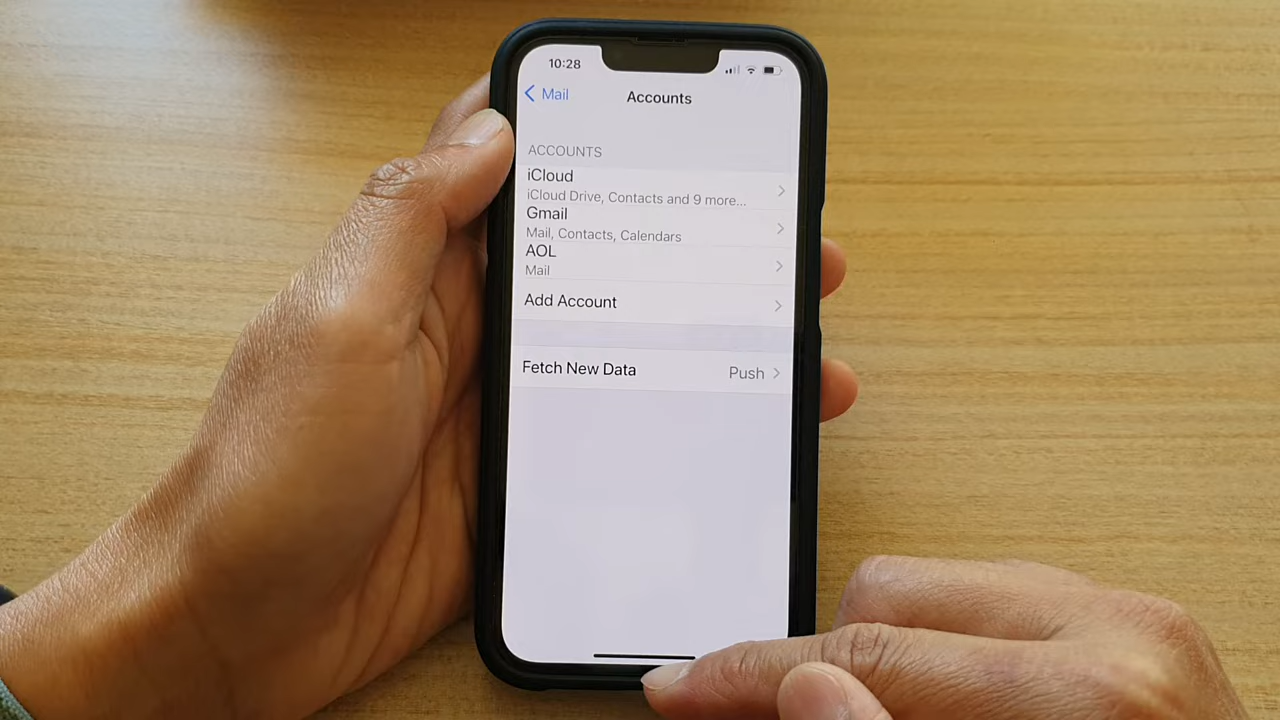 10:28
Mail
Accounts
ACCOUNTS
iCloud
iCloud Drive, Contacts and 9 more...
Gmail
Mail, Contacts, Calendars
AOL
Mail
Add Account
Fetch New Data Push